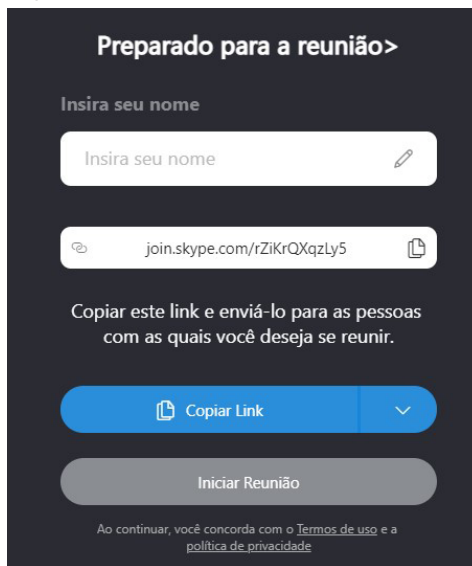 Preparado para a reunião>
Insira seu nome
Insira seu nome
join.skype.com/rZiKrQXqzLy5
Copiar este link e enviá-lo para as pessoas
com as quais você deseja se reunir.
Copiar Link
Iniciar Reunião
Ao continuar, você concorda com o Termos de uso e a
política de privacidade